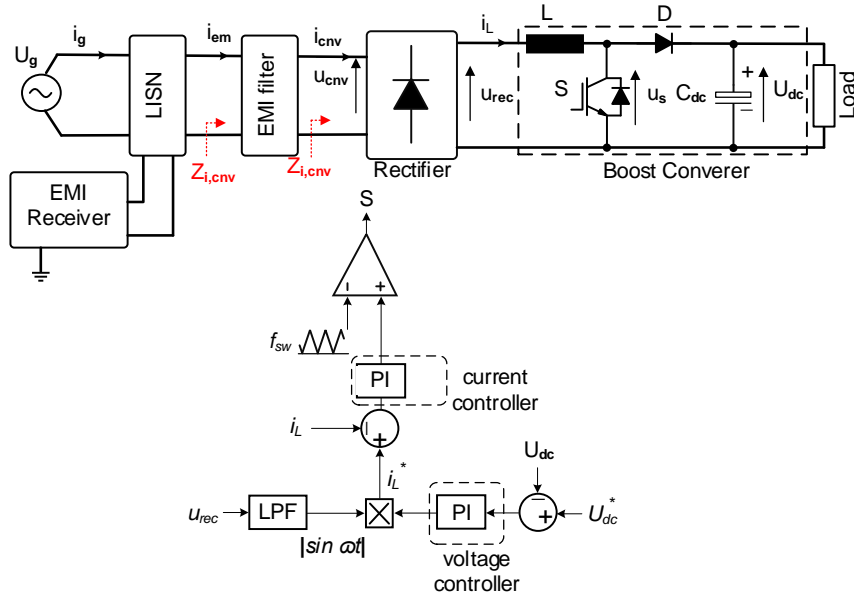 U_g
i_g
LISN
i_em
EMI filter
i_cnv
u_cnv
Z_i,cnv
Z_i,cnv
Rectifier
i_L
u_rec
L
D
S
u_s
C_dc
+
U_dc
Load
Boost Converer
EMI
Receiver
S
f_sw
PI
current
controller
i_L
i_L^*
U_dc
u_rec
LPF
|sin ωt|
PI
U_dc^*
voltage
controller